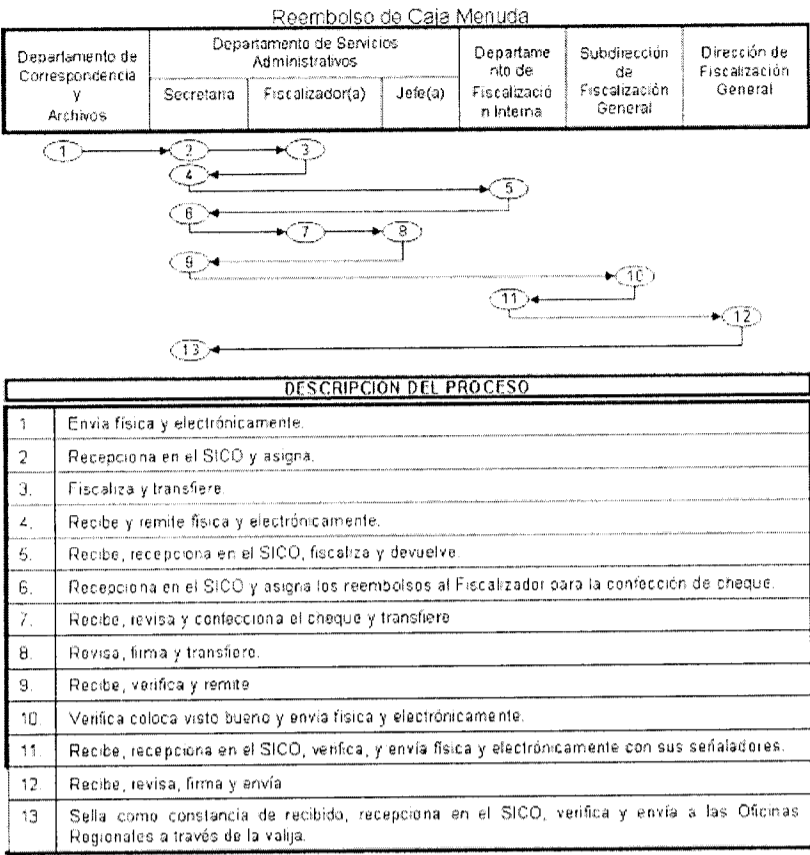 Reembolso de Caja Menuda
Departamento de
Correspondencia
y
Archivos
Departamento de Servicios
Administrativos
Secretaria
Fiscalizador(a)
Jefe(a)
Departame
nto de
Fiscalizació
n Interna
Subdirección
de
Fiscalización
General
Dirección de
Fiscalización
General
1
2
3
4
5
6
7
8
9
10
11
12
13
DESCRIPCION DEL PROCESO
1 Envia física y electrónicamente.
2 Recepciona en el SICO y asigna.
3. Fiscaliza y transfiere.
4. Recibe y remite física y electrónicamente.
5. Recibe, recepciona en el SICO, fiscaliza y devuelve.
6. Recepciona en el SICO y asigna los reembolsos al Fiscalizador para la confección de cheque.
7. Recibe, revisa y confecciona el cheque y transfiere
8. Revisa, firma y transfiere.
9. Recibe, verifica y remite
10. Verifica coloca visto bueno y envia física y electrónicamente.
11. Recibe, recepciona en el SICO, verifica, y envía física y electrónicamente con sus señaladores.
12. Recibe, revisa, firma y envía
13 Sella como constancia de recibido, recepciona en el SICO, verifica y envía a las Oficinas
Regionales a través de la valija.